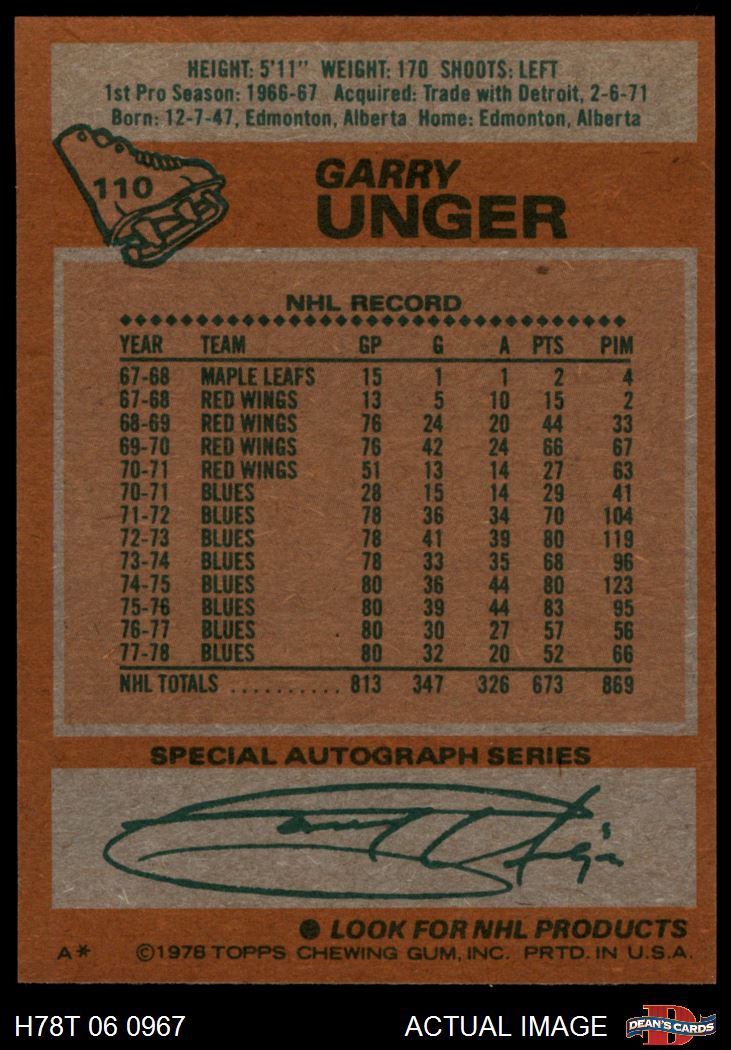 HEIGHT: 5'11" WEIGHT: 170 SHOOTS: LEFT
1st Pro Season: 1966-67 Acquired: Trade with Detroit, 2-6-71
Born: 12-7-47, Edmonton, Alberta Home: Edmonton, Alberta
110
GARRY
UNGER
NHL RECORD
YEAR TEAM GP G A PTS PIM
67-68 MAPLE LEAFS 15 1 1 2 4
67-68 RED WINGS 13 5 10 15 2
68-69 RED WINGS 76 24 20 44 33
69-70 RED WINGS 76 42 24 66 67
70-71 RED WINGS 51 13 14 27 63
70-71 BLUES 28 15 14 29 41
71-72 BLUES 78 36 34 70 104
72-73 BLUES 78 41 39 80 119
73-74 BLUES 78 33 35 68 96
74-75 BLUES 80 36 44 80 123
75-76 BLUES 80 39 44 83 95
76-77 BLUES 80 30 27 57 56
77-78 BLUES 80 32 20 52 66
NHL TOTALS .......... 813 347 326 673 869
SPECIAL AUTOGRAPH SERIES
Garry Unger
● LOOK FOR NHL PRODUCTS
A* ©1978 TOPPS CHEWING GUM, INC. PRTD. IN U.S.A.
H78T 06 0967 ACTUAL IMAGE DEAN'S CARDS